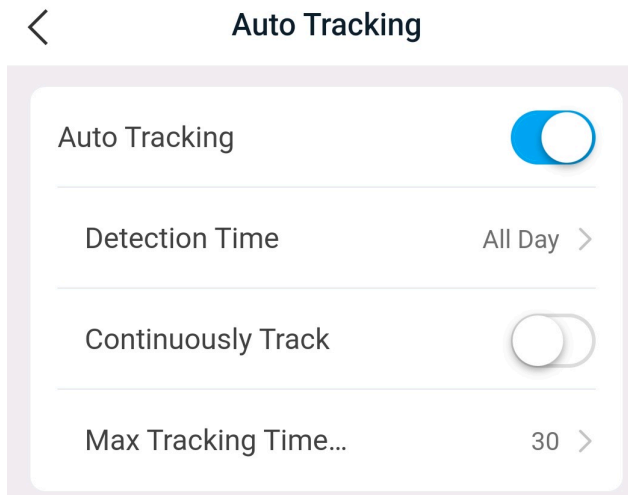 Auto Tracking
Auto Tracking
Detection Time All Day
Continuously Track
Max Tracking Time... 30